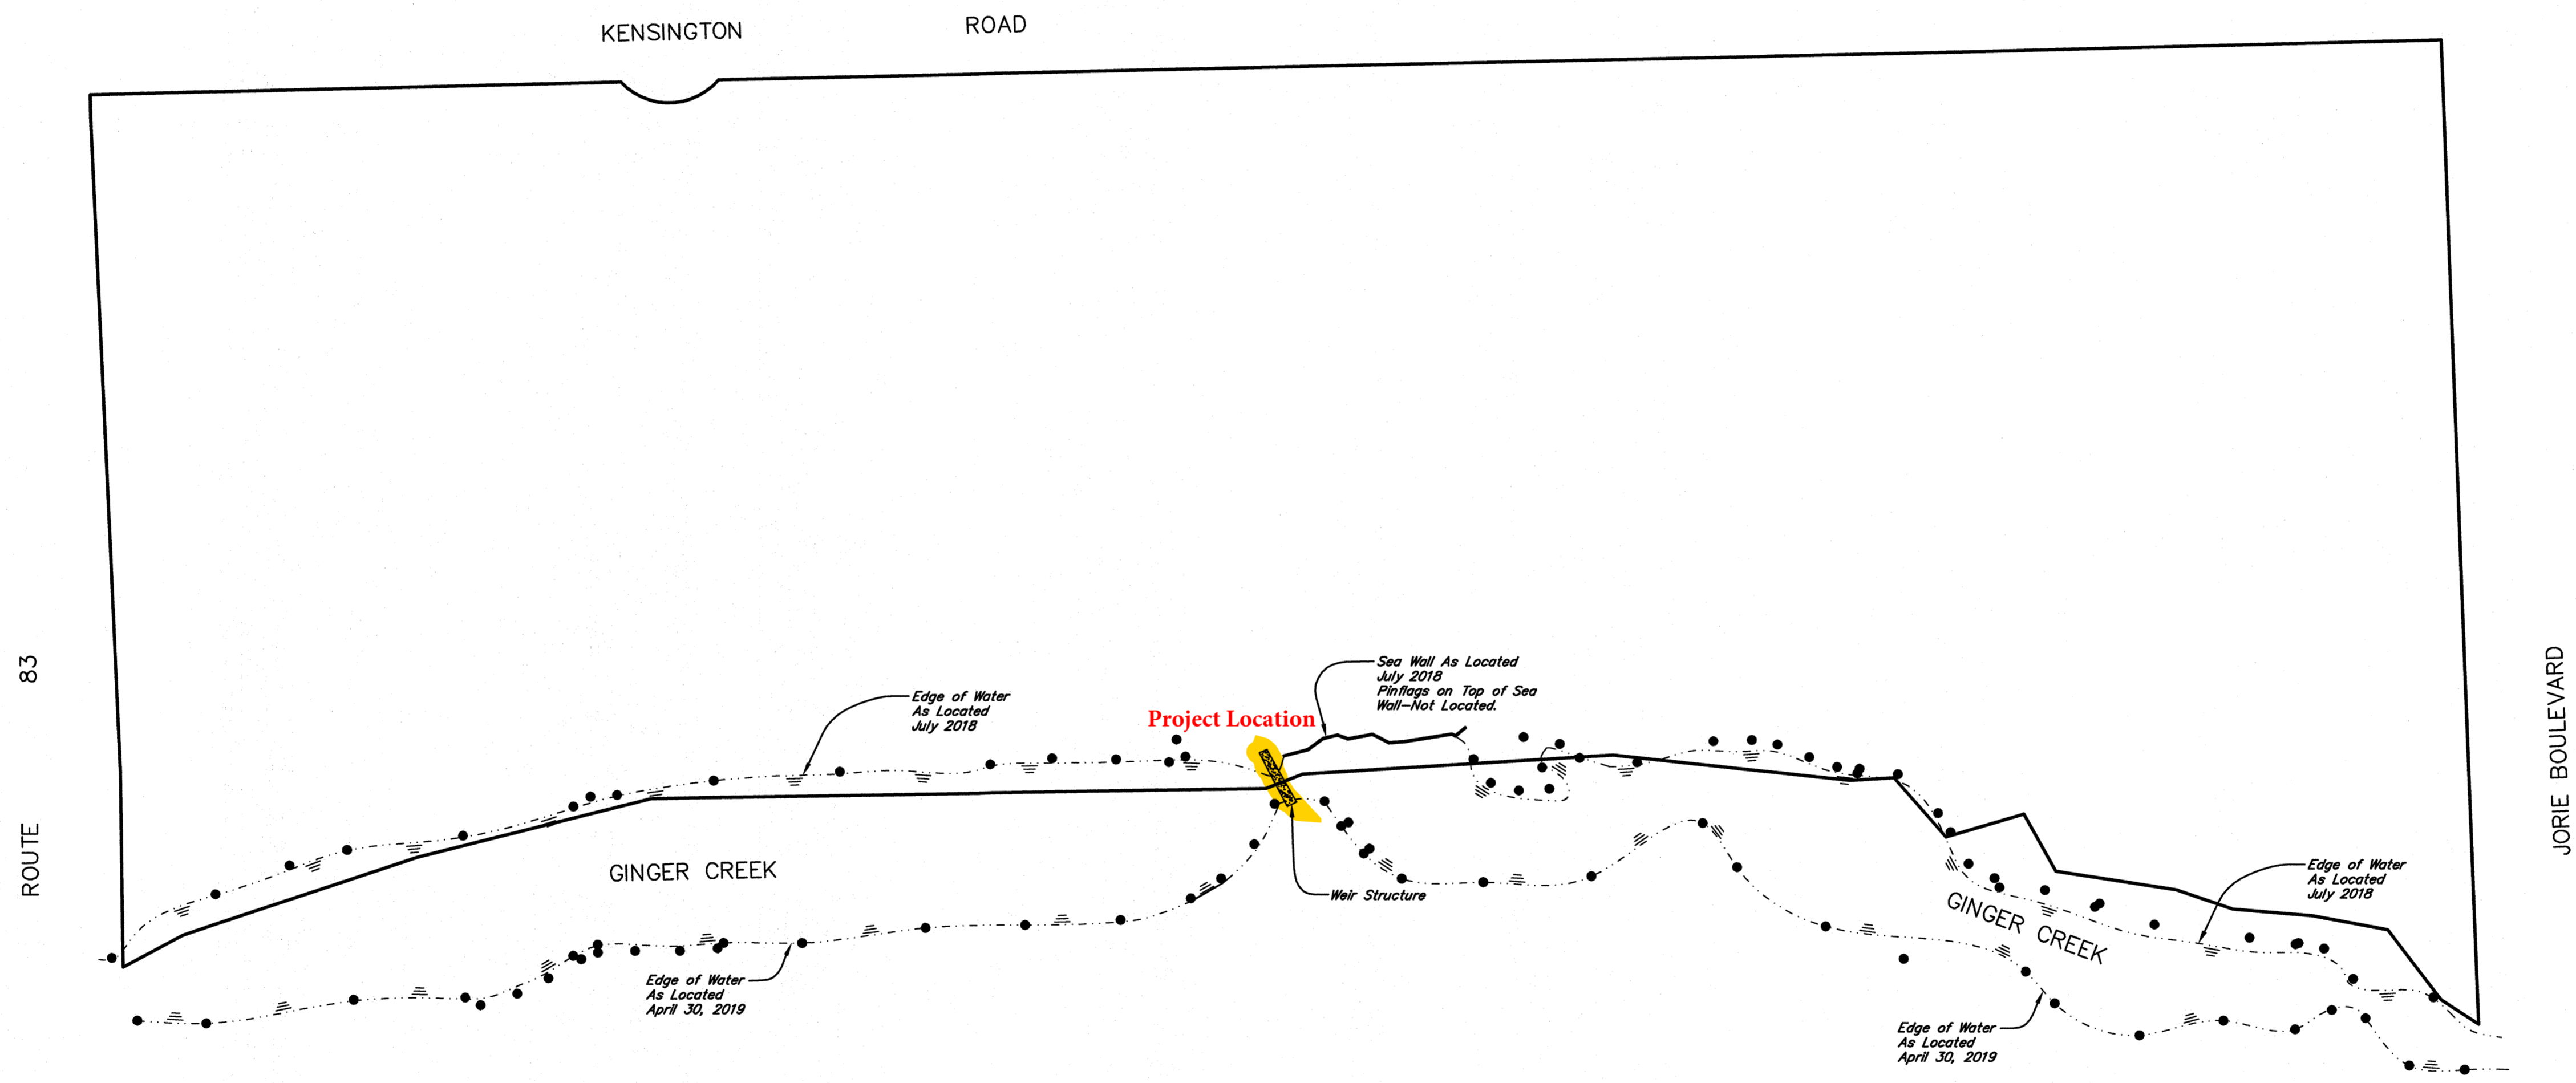 KENSINGTON ROAD
ROUTE 83
JORIE BOULEVARD
Sea Wall As Located
July 2018
Pinflags on Top of Sea
Wall-Not Located.
Edge of Water
As Located
July 2018
Project Location
GINGER CREEK
Weir Structure
Edge of Water
As Located
July 2018
GINGER CREEK
Edge of Water
As Located
April 30, 2019
Edge of Water
As Located
April 30, 2019